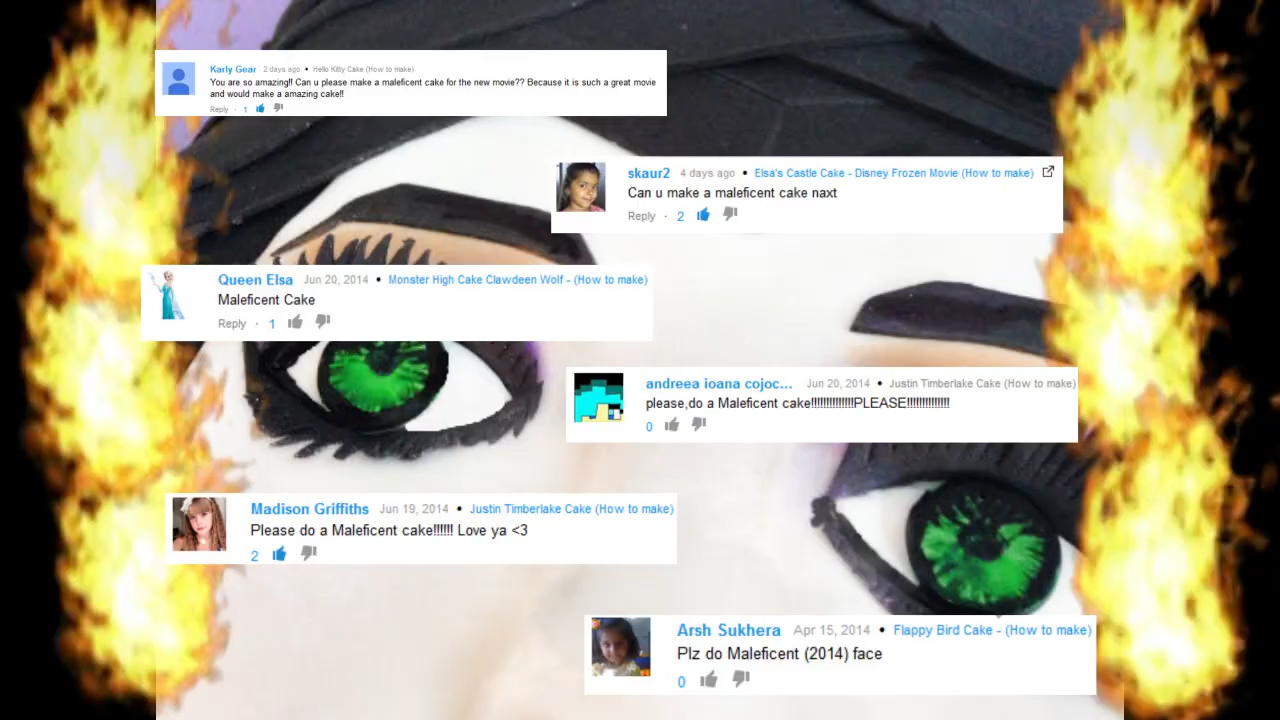 Karly Gear 2 days ago • Hello Kitty Cake (How to make)
You are so amazing!! Can u please make a maleficent cake for the new movie?? Because it is such a great movie
and would make a amazing cake!!
Reply · 1
skaur2 4 days ago • Elsa's Castle Cake - Disney Frozen Movie (How to make)
Can u make a maleficent cake naxt
Reply · 2
Queen Elsa Jun 20, 2014 • Monster High Cake Clawdeen Wolf - (How to make)
Maleficent Cake
Reply · 1
andreea ioana cojoc... Jun 20, 2014 • Justin Timberlake Cake (How to make)
please,do a Maleficent cake!!!!!!!!!!!!!!PLEASE!!!!!!!!!!!!!!
0
Madison Griffiths Jun 19, 2014 • Justin Timberlake Cake (How to make)
Please do a Maleficent cake!!!!!! Love ya <3
2
Arsh Sukhera Apr 15, 2014 • Flappy Bird Cake - (How to make)
Plz do Maleficent (2014) face
0